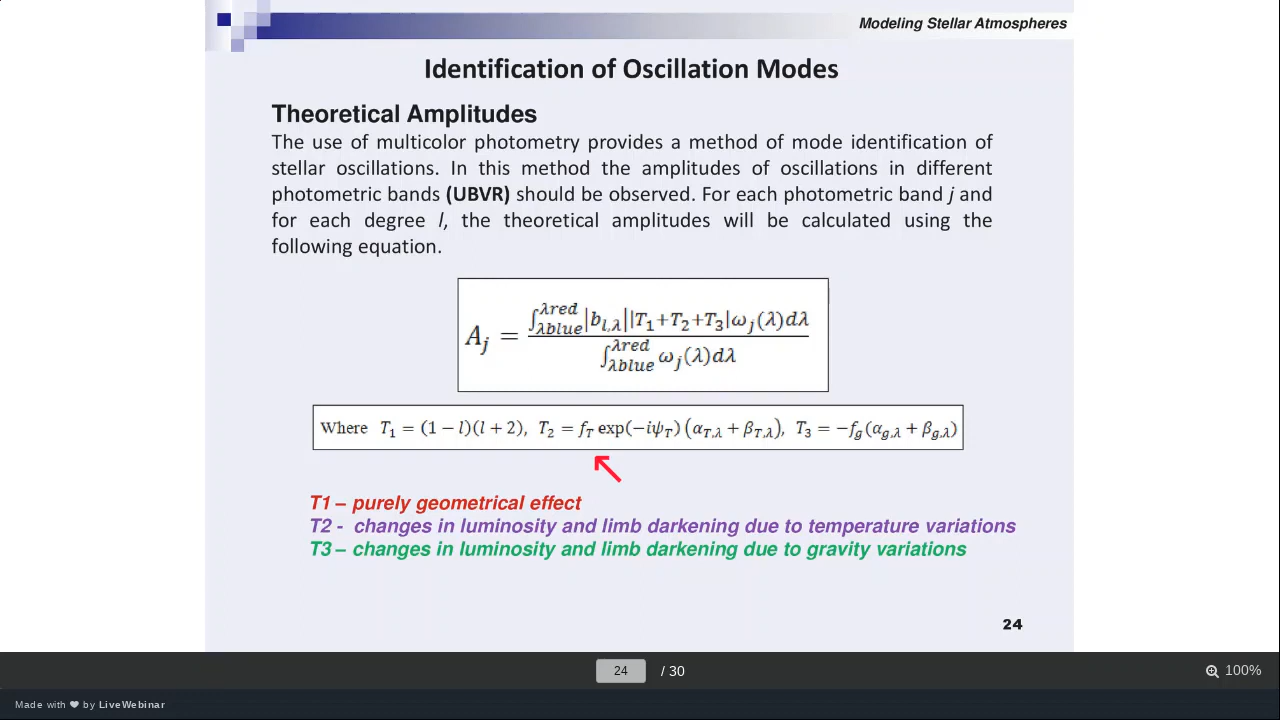 Modeling Stellar Atmospheres
Identification of Oscillation Modes
Theoretical Amplitudes
The use of multicolor photometry provides a method of mode identification of
stellar oscillations. In this method the amplitudes of oscillations in different
photometric bands (UBVR) should be observed. For each photometric band j and
for each degree l, the theoretical amplitudes will be calculated using the
following equation.
A_j = ∫_{λblue}^{λred} |b_{l,λ}||T_1+T_2+T_3|ω_j(λ)dλ / ∫_{λblue}^{λred} ω_j(λ)dλ
Where T_1 = (1 − l)(l + 2), T_2 = f_T exp(−iψ_T)(α_{T,λ} + β_{T,λ}), T_3 = −f_g(α_{g,λ} + β_{g,λ})
T1 – purely geometrical effect
T2 - changes in luminosity and limb darkening due to temperature variations
T3 – changes in luminosity and limb darkening due to gravity variations
24
24 / 30
100%
Made with ❤ by LiveWebinar